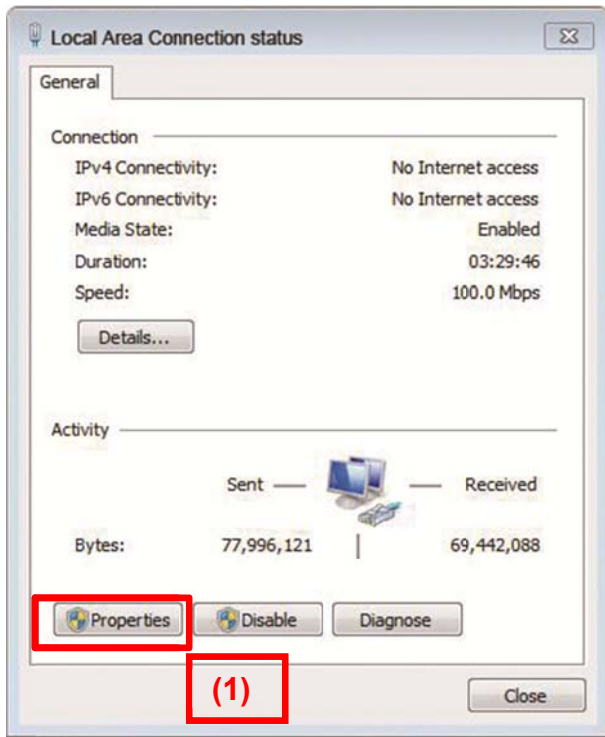 Local Area Connection status
General
Connection
IPv4 Connectivity: No Internet access
IPv6 Connectivity: No Internet access
Media State: Enabled
Duration: 03:29:46
Speed: 100.0 Mbps
Details...
Activity
Sent Received
Bytes: 77,996,121 69,442,088
Properties Disable Diagnose
(1)
Close